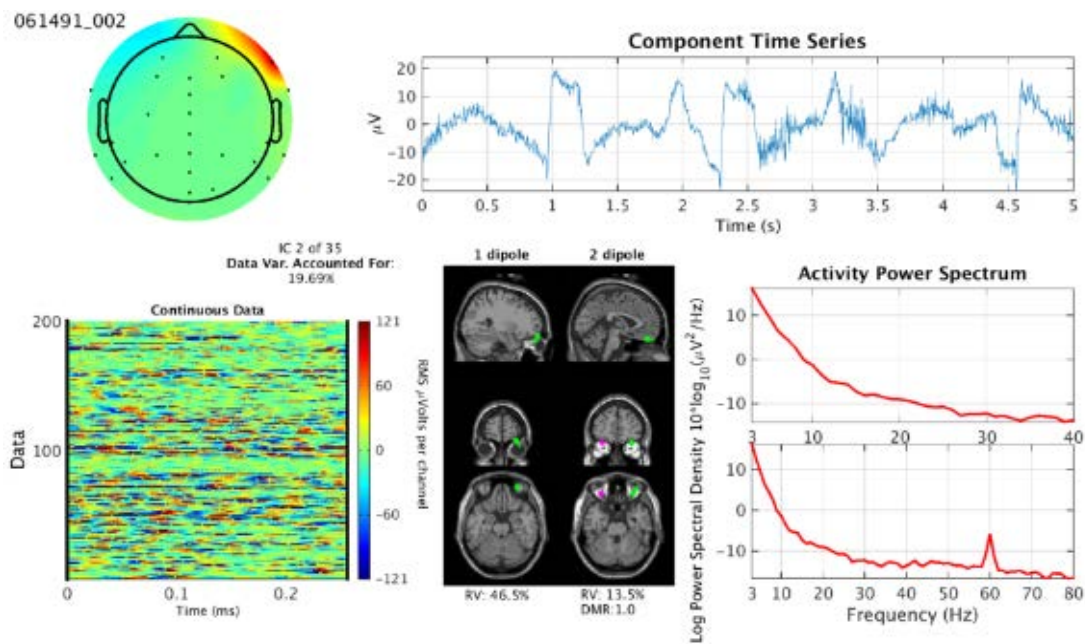 061491_002
Component Time Series
20
10
0
-10
-20
μV
0 0.5 1 1.5 2 2.5 3 3.5 4 4.5 5
Time (s)
IC 2 of 35
Data Var. Accounted For:
19.69%
Continuous Data
200
100
Data
0 0.1 0.2
Time (ms)
121
60
0
-60
-121
RMS μVolts per channel
1 dipole
2 dipole
RV: 46.5%
RV: 13.5%
DMR:1.0
Activity Power Spectrum
Log Power Spectral Density 10*log10(μV2/Hz)
10
0
-10
3 10 20 30 40
10
0
-10
3 10 20 30 40 50 60 70 80
Frequency (Hz)